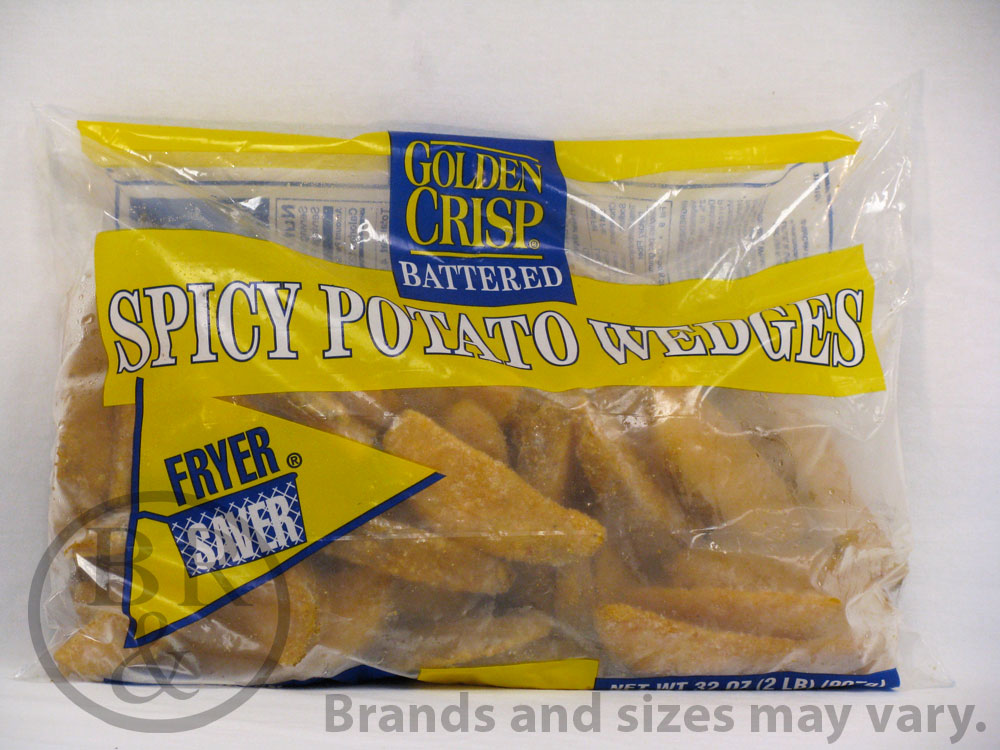 GOLDEN
CRISP®
BATTERED
SPICY POTATO WEDGES
FRYER®
SAVER
B&R
NET WT 32 OZ (2 LB)
Brands and sizes may vary.